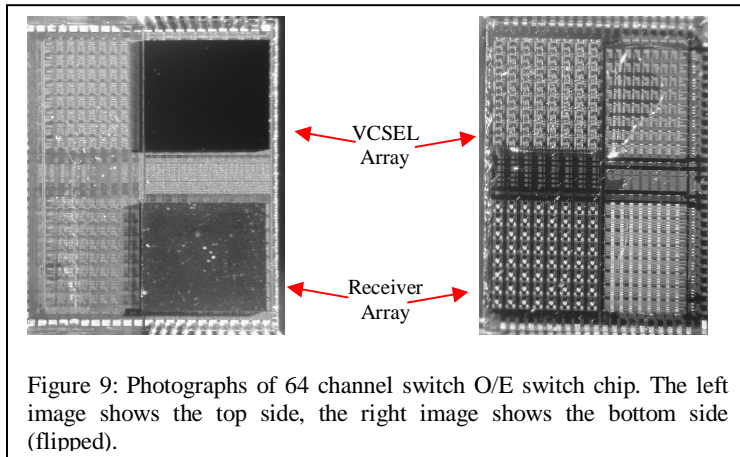 VCSEL
Array
Receiver
Array
Figure 9: Photographs of 64 channel switch O/E switch chip. The left
image shows the top side, the right image shows the bottom side
(flipped).